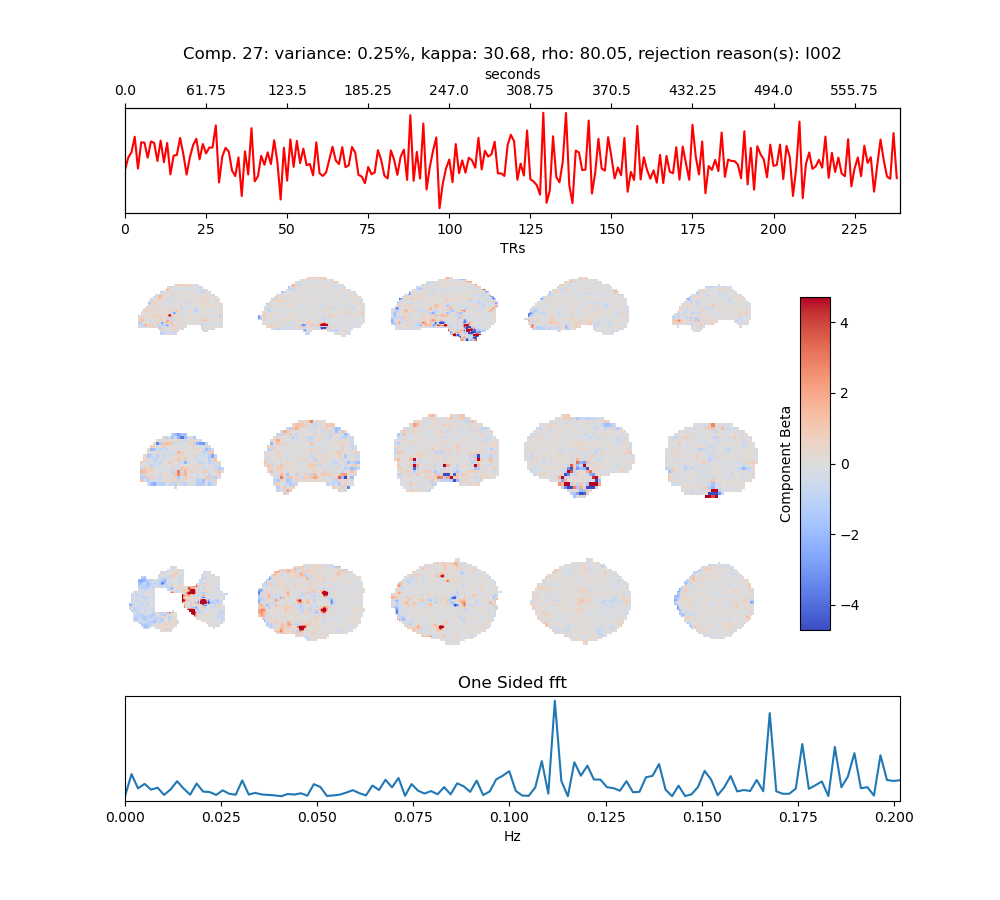 Comp. 27: variance: 0.25%, kappa: 30.68, rho: 80.05, rejection reason(s): I002
seconds
0.0 61.75 123.5 185.25 247.0 308.75 370.5 432.25 494.0 555.75
0 25 50 75 100 125 150 175 200 225
TRs
4
2
0
−2
−4
Component Beta
One Sided fft
0.000 0.025 0.050 0.075 0.100 0.125 0.150 0.175 0.200
Hz